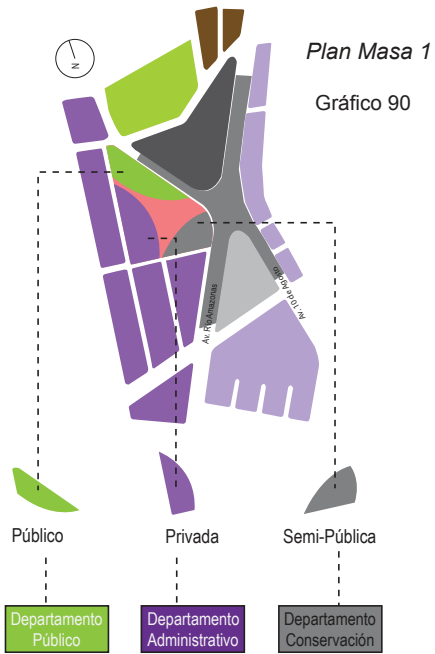 Plan Masa 1
Gráfico 90
N
Av. Río Amazonas
Av. 10 de Agosto
Público
Privada
Semi-Pública
Departamento
Público
Departamento
Administrativo
Departamento
Conservación